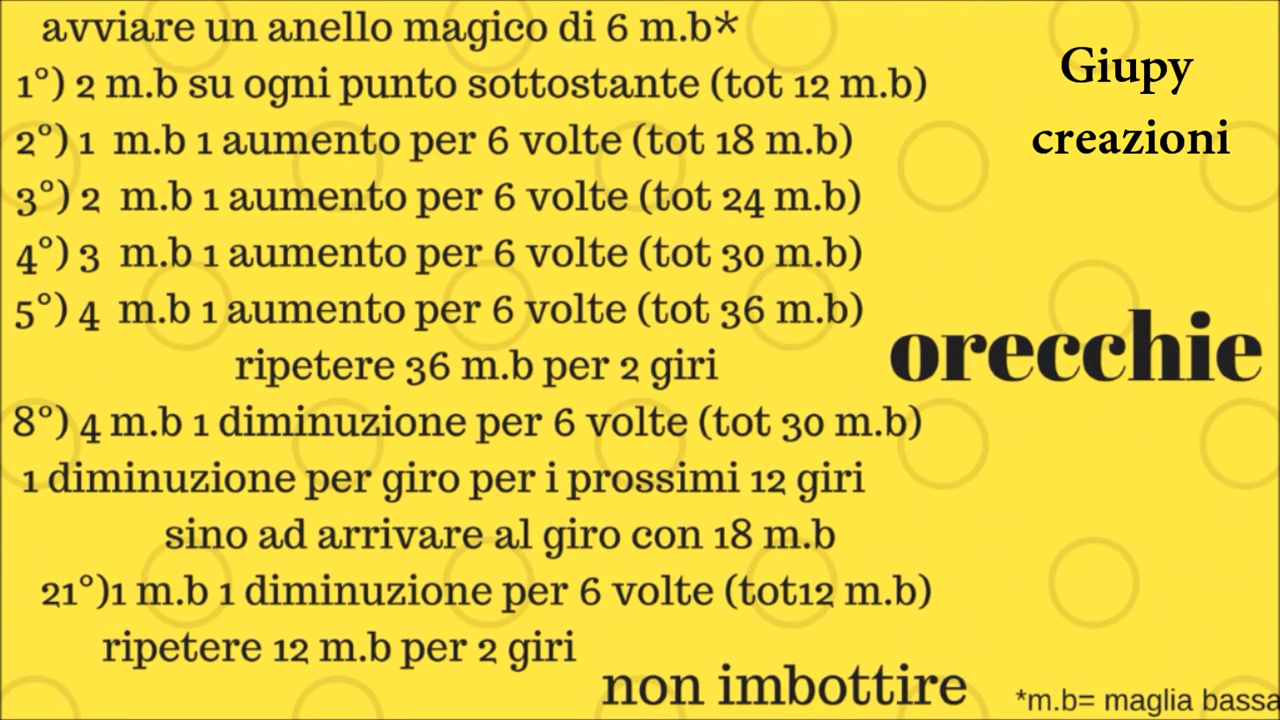 avviare un anello magico di 6 m.b*
1°) 2 m.b su ogni punto sottostante (tot 12 m.b)
2°) 1 m.b 1 aumento per 6 volte (tot 18 m.b)
3°) 2 m.b 1 aumento per 6 volte (tot 24 m.b)
4°) 3 m.b 1 aumento per 6 volte (tot 30 m.b)
5°) 4 m.b 1 aumento per 6 volte (tot 36 m.b)
ripetere 36 m.b per 2 giri
8°) 4 m.b 1 diminuzione per 6 volte (tot 30 m.b)
1 diminuzione per giro per i prossimi 12 giri
sino ad arrivare al giro con 18 m.b
21°)1 m.b 1 diminuzione per 6 volte (tot12 m.b)
ripetere 12 m.b per 2 giri
non imbottire
Giupy
creazioni
orecchie
*m.b= maglia bassa